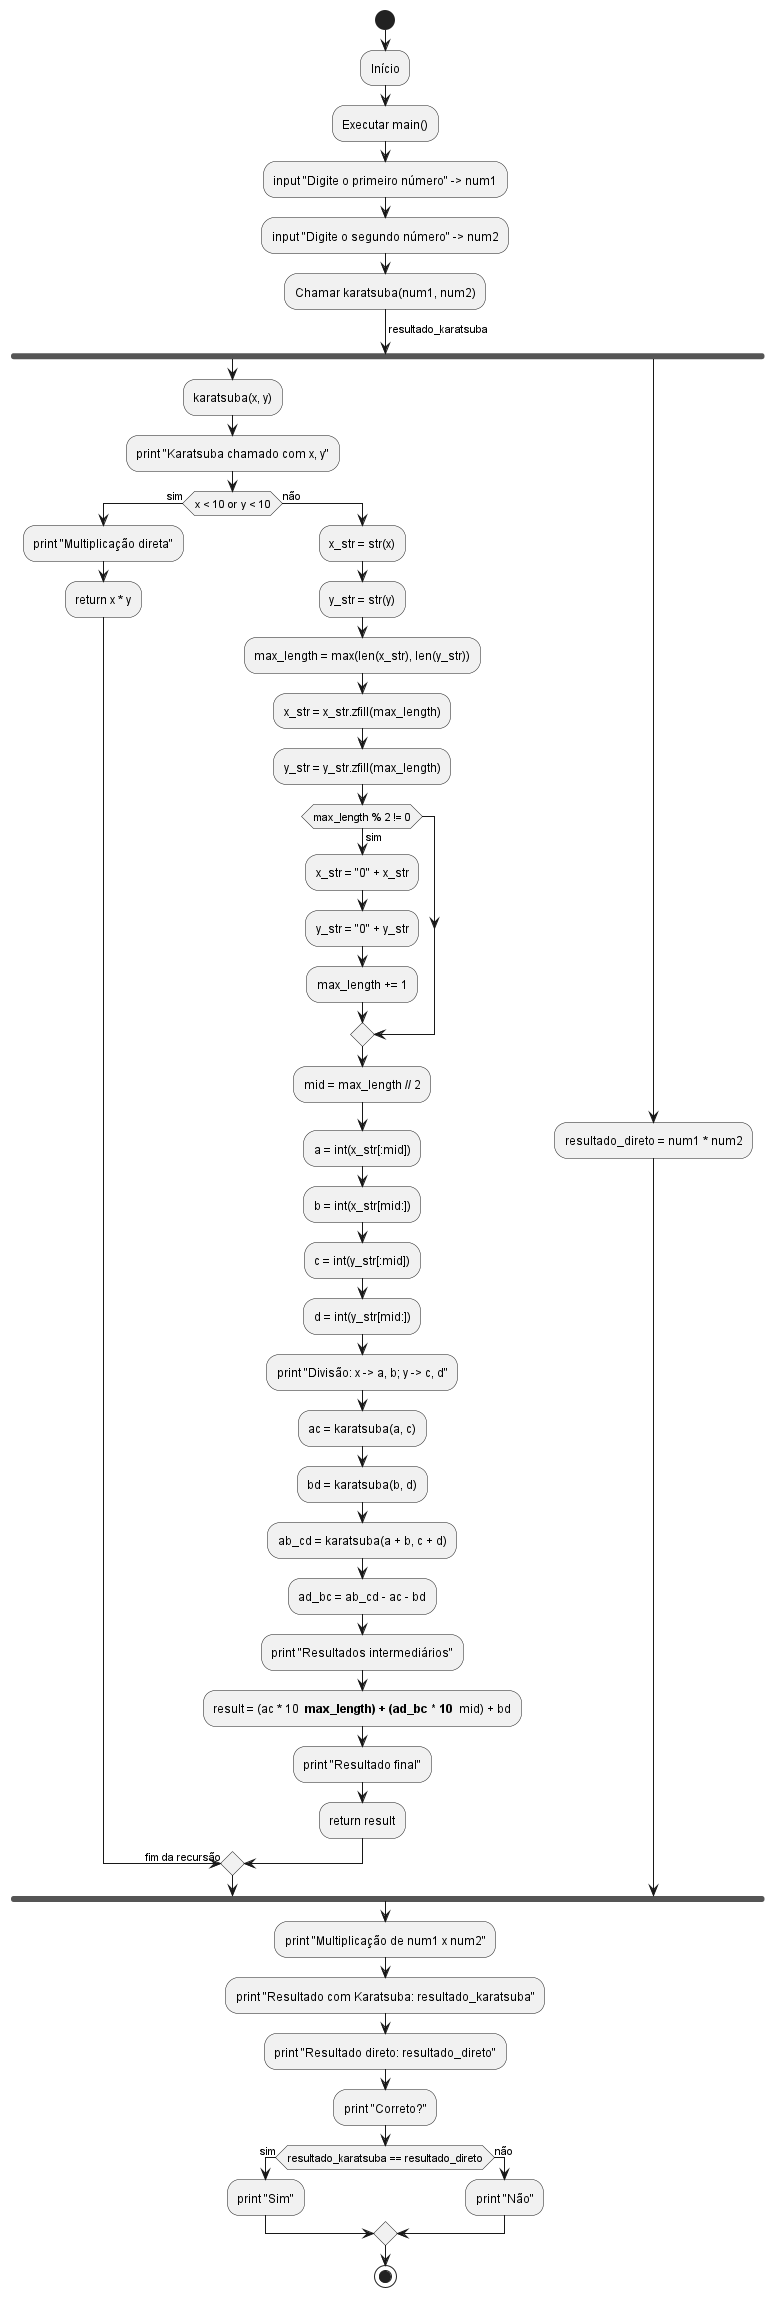 Início
Executar main()
input "Digite o primeiro número" -> num1
input "Digite o segundo número" -> num2
Chamar karatsuba(num1, num2)
resultado_karatsuba
karatsuba(x, y)
print "Karatsuba chamado com x, y"
sim
x < 10 or y < 10
não
print "Multiplicação direta"
return x * y
x_str = str(x)
y_str = str(y)
max_length = max(len(x_str), len(y_str))
x_str = x_str.zfill(max_length)
y_str = y_str.zfill(max_length)
max_length % 2 != 0
sim
x_str = "0" + x_str
y_str = "0" + y_str
max_length += 1
mid = max_length // 2
a = int(x_str[:mid])
b = int(x_str[mid:])
c = int(y_str[:mid])
d = int(y_str[mid:])
print "Divisão: x -> a, b; y -> c, d"
ac = karatsuba(a, c)
bd = karatsuba(b, d)
ab_cd = karatsuba(a + b, c + d)
ad_bc = ab_cd - ac - bd
print "Resultados intermediários"
result = (ac * 10 max_length) + (ad_bc * 10 mid) + bd
print "Resultado final"
return result
fim da recursão
resultado_direto = num1 * num2
print "Multiplicação de num1 x num2"
print "Resultado com Karatsuba: resultado_karatsuba"
print "Resultado direto: resultado_direto"
print "Correto?"
sim
resultado_karatsuba == resultado_direto
não
print "Sim"
print "Não"